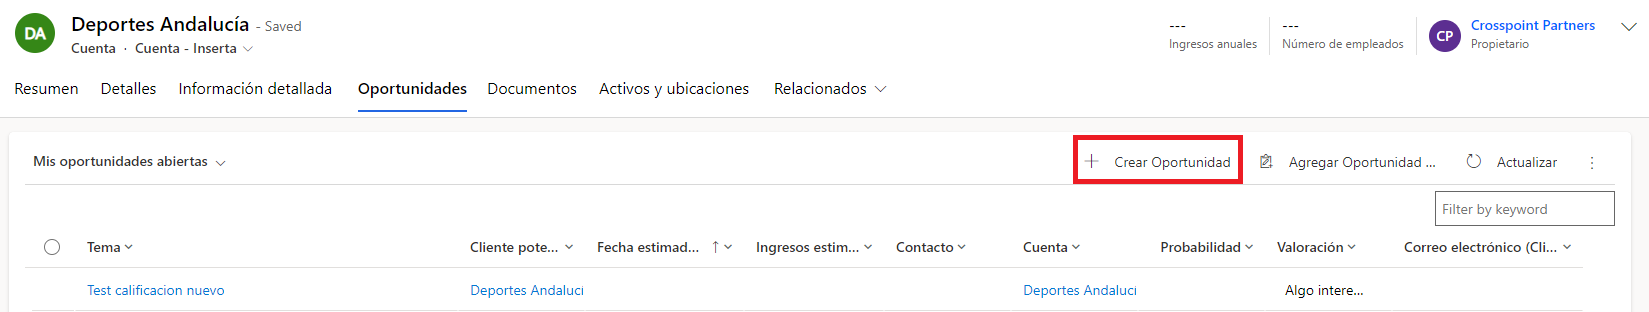 DA
Deportes Andalucía - Saved
Cuenta · Cuenta - Inserta
---
Ingresos anuales
---
Número de empleados
CP
Crosspoint Partners
Propietario
Resumen Detalles Información detallada Oportunidades Documentos Activos y ubicaciones Relacionados
Mis oportunidades abiertas
Crear Oportunidad Agregar Oportunidad ... Actualizar
Filter by keyword
Tema Cliente pote... Fecha estimad... Ingresos estim... Contacto Cuenta Probabilidad Valoración Correo electrónico (Cli...
Test calificacion nuevo Deportes Andaluci Deportes Andaluci Algo intere...